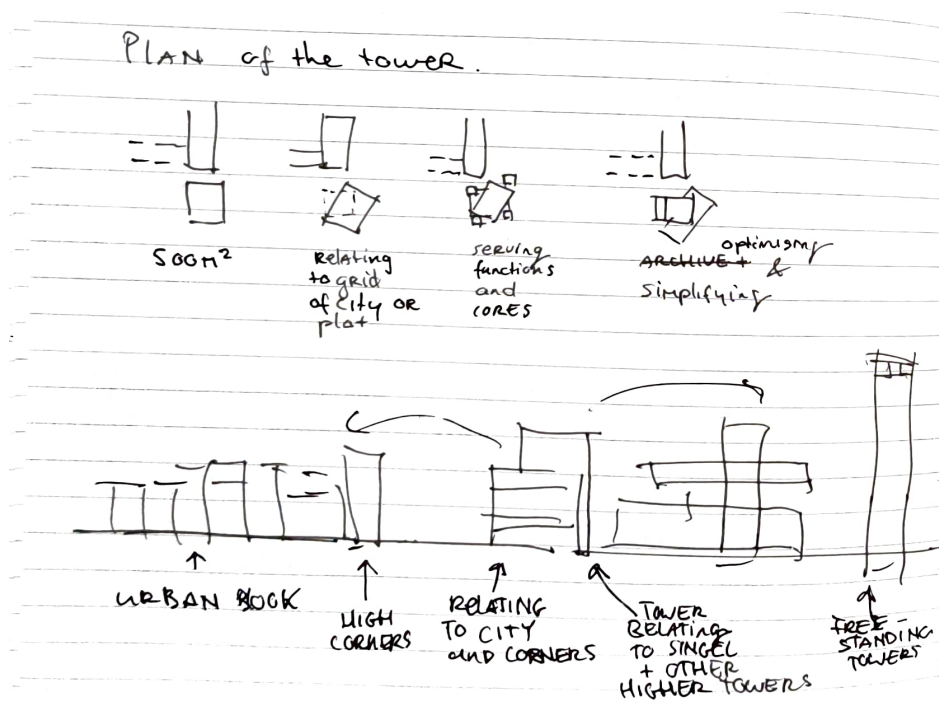 PLAN of the tower.
500M²
RELATING
to grid
of City OR
plot
serving
functions
and
CORES
optimising
ARCHIVE + &
simplifying
URBAN BLOCK
HIGH
CORNERS
RELATING
TO CITY
and CORNERS
TOWER
RELATING
TO SINGEL
+ OTHER
HIGHER TOWERS
FREE-
STANDING
TOWERS